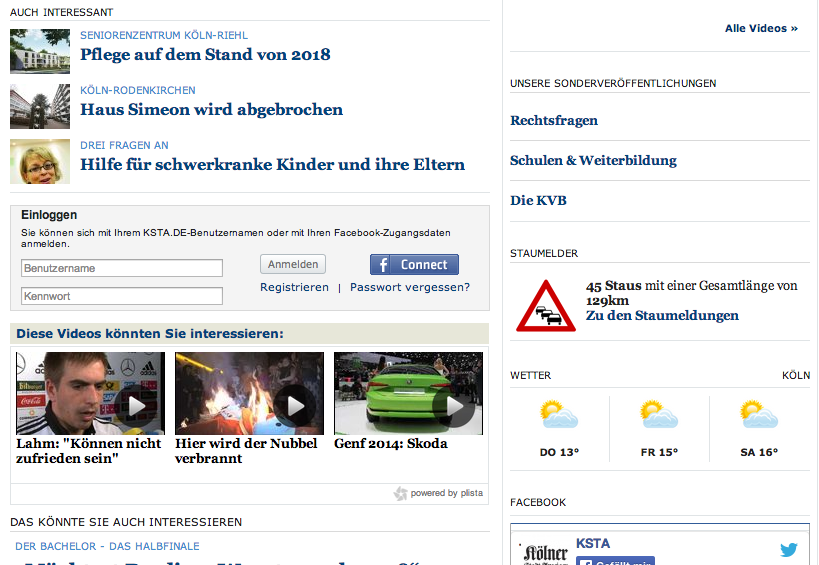 AUCH INTERESSANT
SENIORENZENTRUM KÖLN-RIEHL
Pflege auf dem Stand von 2018
KÖLN-RODENKIRCHEN
Haus Simeon wird abgebrochen
DREI FRAGEN AN
Hilfe für schwerkranke Kinder und ihre Eltern
Einloggen
Sie können sich mit Ihrem KSTA.DE-Benutzernamen oder mit Ihren Facebook-Zugangsdaten
anmelden.
Benutzername
Anmelden
f Connect
Kennwort
Registrieren | Passwort vergessen?
Diese Videos könnten Sie interessieren:
Lahm: "Können nicht
zufrieden sein"
Hier wird der Nubbel
verbrannt
Genf 2014: Skoda
powered by plista
DAS KÖNNTE SIE AUCH INTERESSIEREN
DER BACHELOR - DAS HALBFINALE
Alle Videos »
UNSERE SONDERVERÖFFENTLICHUNGEN
Rechtsfragen
Schulen & Weiterbildung
Die KVB
STAUMELDER
45 Staus mit einer Gesamtlänge von
129km
Zu den Staumeldungen
WETTER KÖLN
DO 13° FR 15° SA 16°
FACEBOOK
Kölner
KSTA